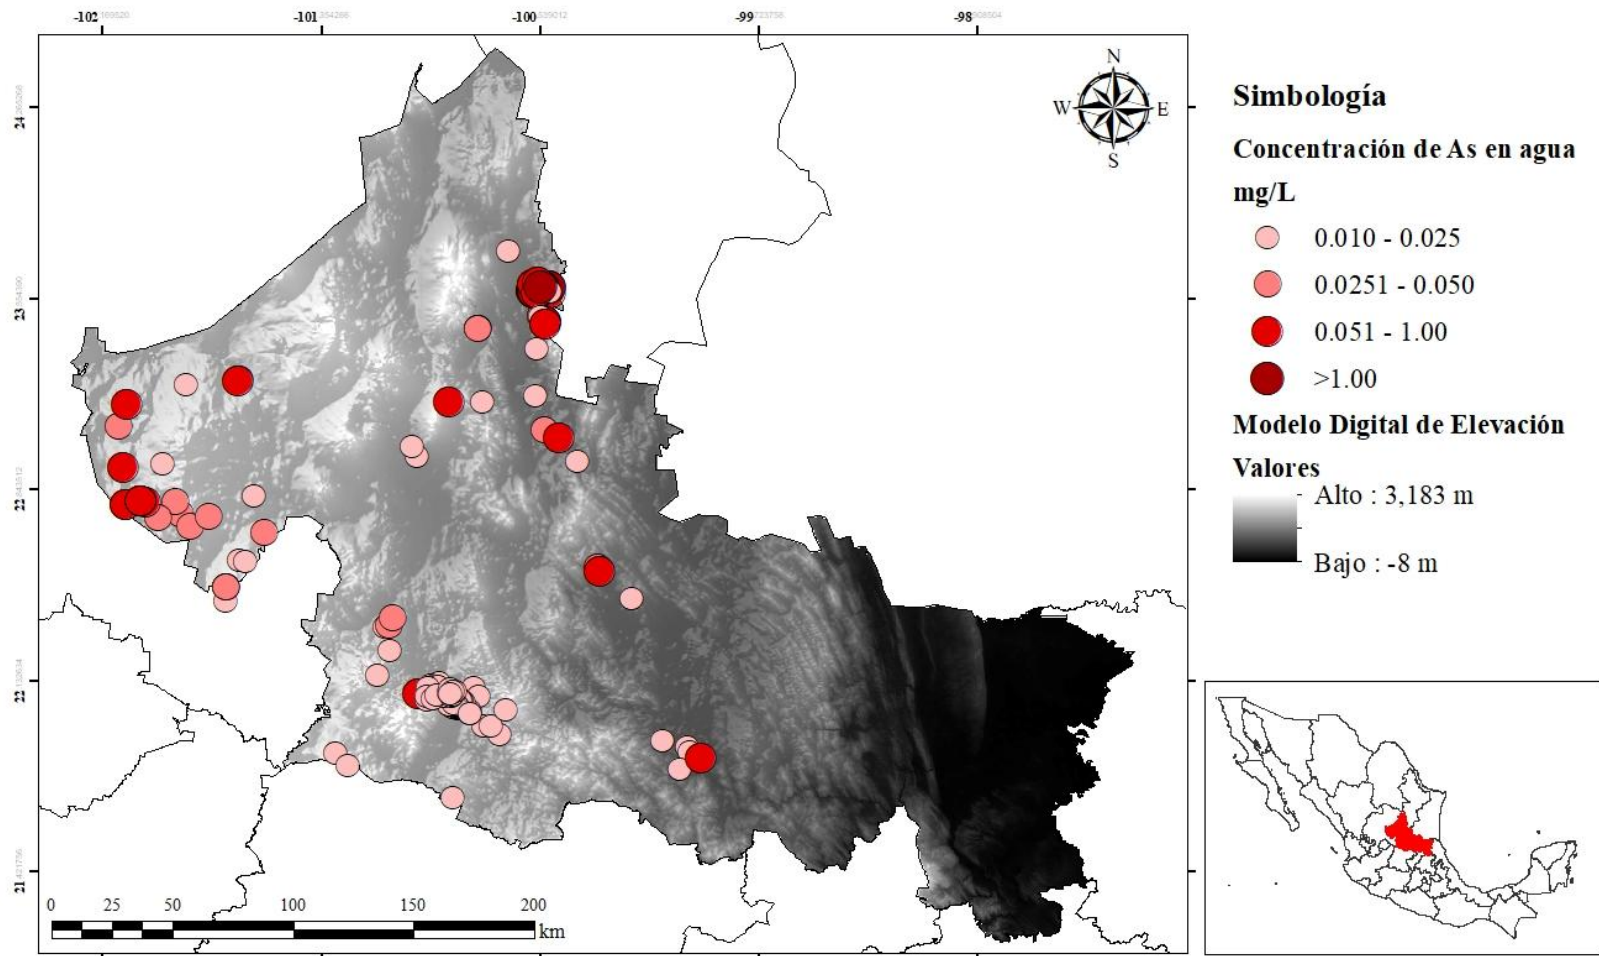 -102 -101 -100 -99 -98
N
W E
S
24
23
22
22
21
Simbología
Concentración de As en agua
mg/L
0.010 - 0.025
0.0251 - 0.050
0.051 - 1.00
>1.00
Modelo Digital de Elevación
Valores
Alto : 3,183 m
Bajo : -8 m
0 25 50 100 150 200
km